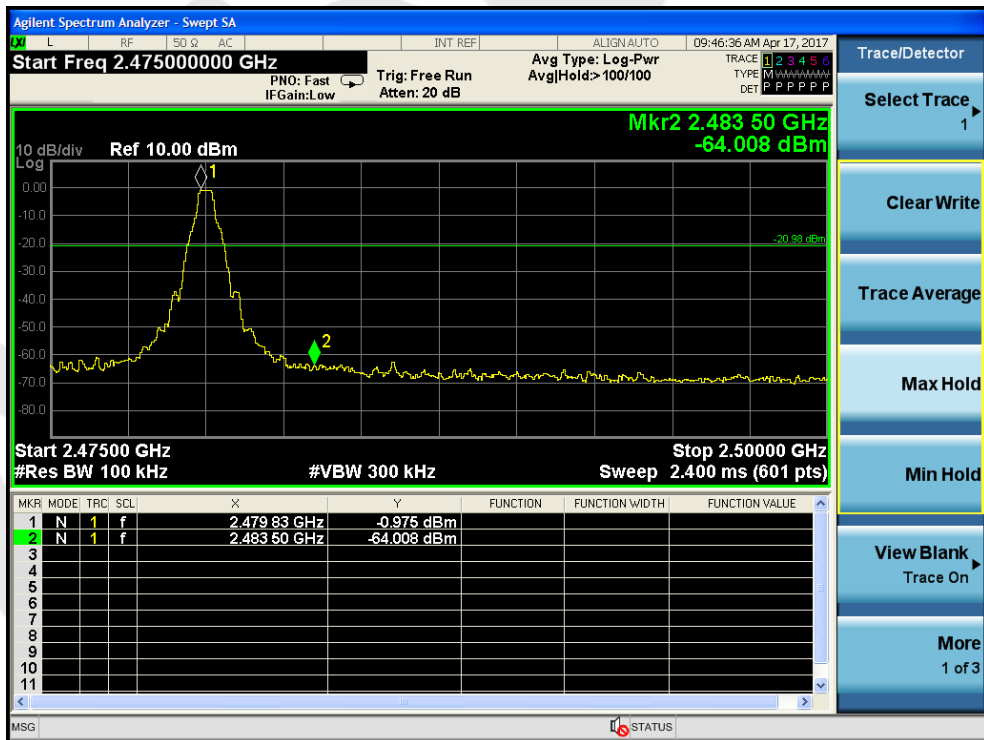 Agilent Spectrum Analyzer - Swept SA
LXI L RF 50 Ω AC INT REF ALIGNAUTO 09:46:36 AM Apr 17, 2017
Start Freq 2.475000000 GHz
PNO: Fast
IFGain:Low
Trig: Free Run
Atten: 20 dB
Avg Type: Log-Pwr
Avg|Hold:> 100/100
TRACE 1 2 3 4 5 6
TYPE M WWWWW
DET P P P P P P
Mkr2 2.483 50 GHz
-64.008 dBm
10 dB/div Ref 10.00 dBm
Log
1
0.00
-10.0
-20.0
-20.98 dBm
-30.0
-40.0
-50.0
2
-60.0
-70.0
-80.0
Start 2.47500 GHz Stop 2.50000 GHz
#Res BW 100 kHz #VBW 300 kHz Sweep 2.400 ms (601 pts)
MKR MODE TRC SCL X Y FUNCTION FUNCTION WIDTH FUNCTION VALUE
1 N 1 f 2.479 83 GHz -0.975 dBm
2 N 1 f 2.483 50 GHz -64.008 dBm
3
4
5
6
7
8
9
10
11
MSG STATUS
Trace/Detector
Select Trace
1
Clear Write
Trace Average
Max Hold
Min Hold
View Blank
Trace On
More
1 of 3